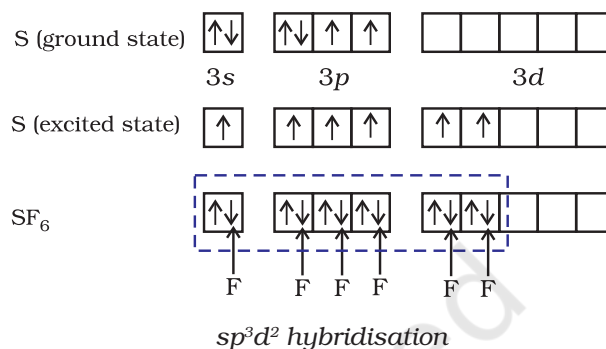 S (ground state)
3s 3p 3d
S (excited state)
SF₆
F F F F F F
sp³d² hybridisation